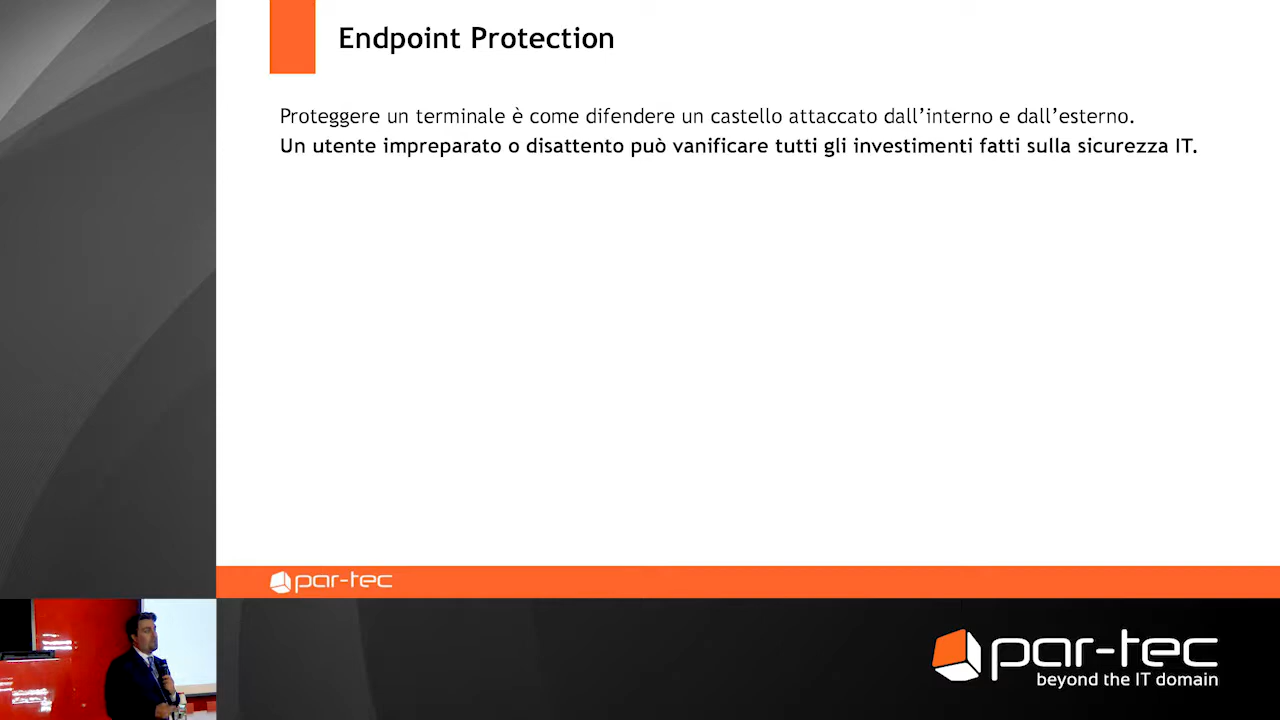 Endpoint Protection
Proteggere un terminale è come difendere un castello attaccato dall’interno e dall’esterno.
Un utente impreparato o disattento può vanificare tutti gli investimenti fatti sulla sicurezza IT.
par-tec
par-tec
beyond the IT domain